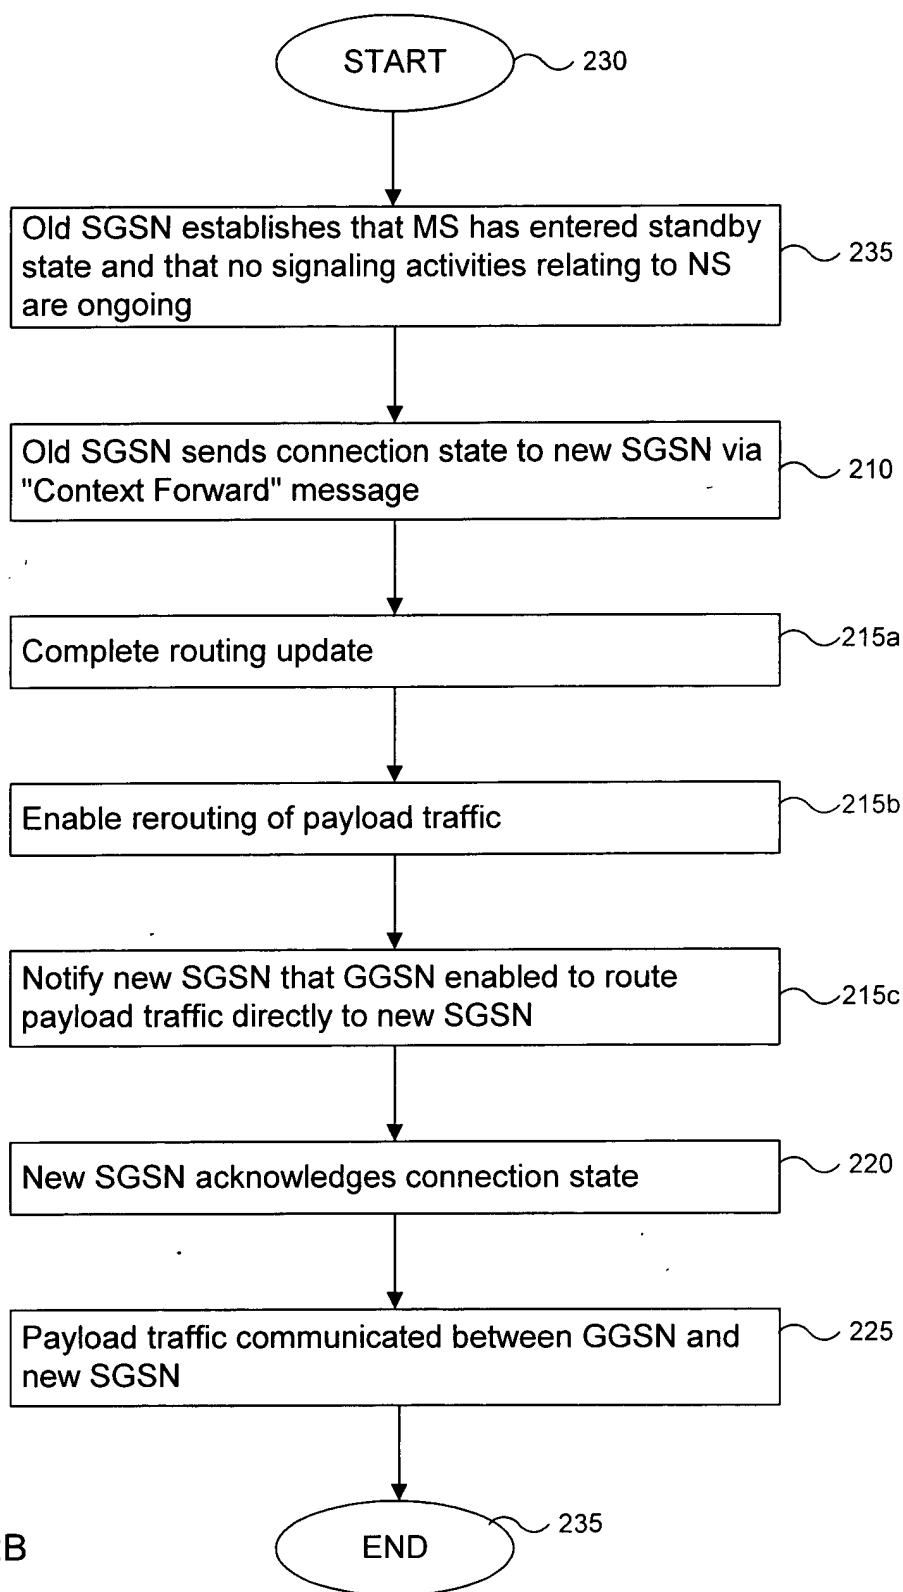 START
230
Old SGSN establishes that MS has entered standby
state and that no signaling activities relating to NS
are ongoing
235
Old SGSN sends connection state to new SGSN via
"Context Forward" message
210
Complete routing update
215a
Enable rerouting of payload traffic
215b
Notify new SGSN that GGSN enabled to route
payload traffic directly to new SGSN
215c
New SGSN acknowledges connection state
220
Payload traffic communicated between GGSN and
new SGSN
225
END
235
B